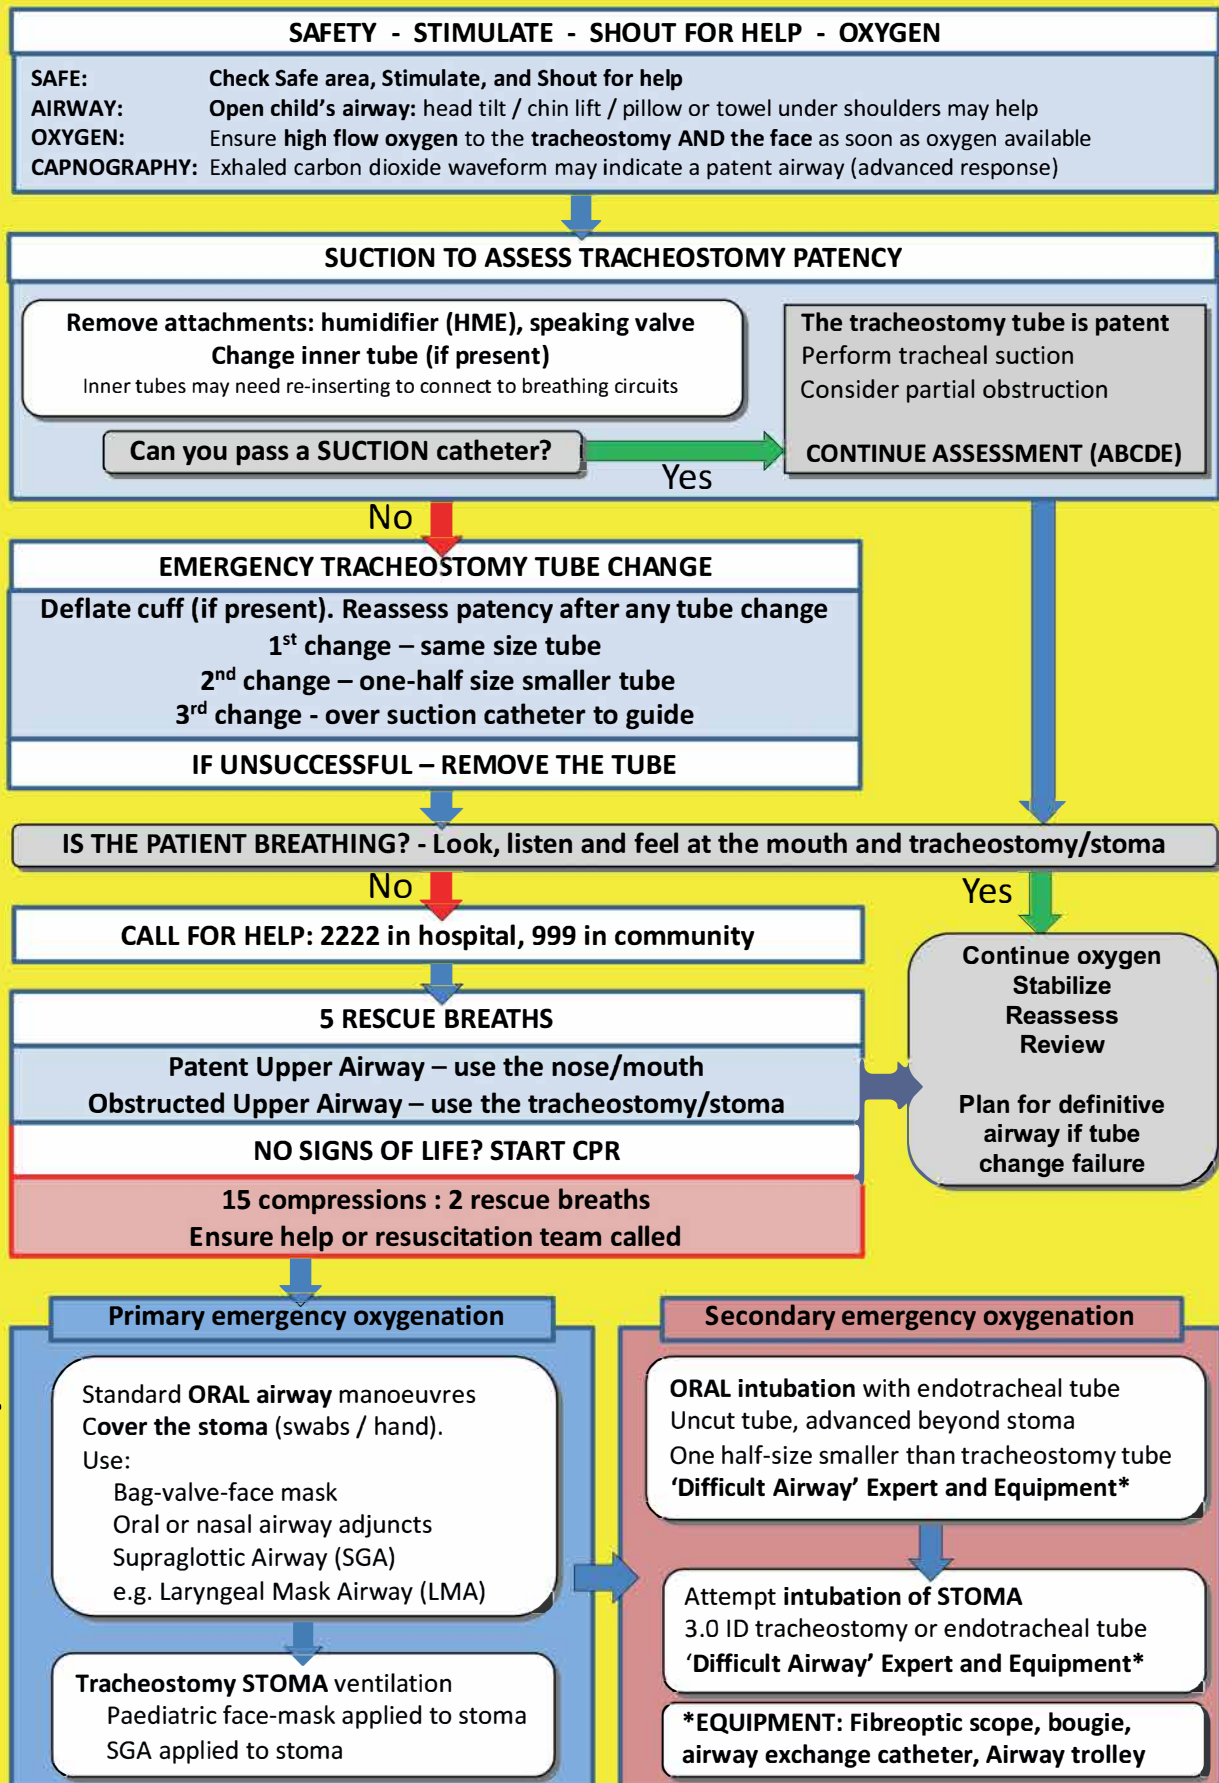 SAFETY - STIMULATE - SHOUT FOR HELP - OXYGEN
SAFE: Check Safe area, Stimulate, and Shout for help
AIRWAY: Open child's airway: head tilt / chin lift / pillow or towel under shoulders may help
OXYGEN: Ensure high flow oxygen to the tracheostomy AND the face as soon as oxygen available
CAPNOGRAPHY: Exhaled carbon dioxide waveform may indicate a patent airway (advanced response)
SUCTION TO ASSESS TRACHEOSTOMY PATENCY
Remove attachments: humidifier (HME), speaking valve
Change inner tube (if present)
Inner tubes may need re-inserting to connect to breathing circuits
Can you pass a SUCTION catheter?
Yes
The tracheostomy tube is patent
Perform tracheal suction
Consider partial obstruction
CONTINUE ASSESSMENT (ABCDE)
No
EMERGENCY TRACHEOSTOMY TUBE CHANGE
Deflate cuff (if present). Reassess patency after any tube change
1st change – same size tube
2nd change – one-half size smaller tube
3rd change - over suction catheter to guide
IF UNSUCCESSFUL – REMOVE THE TUBE
IS THE PATIENT BREATHING? - Look, listen and feel at the mouth and tracheostomy/stoma
No
Yes
CALL FOR HELP: 2222 in hospital, 999 in community
5 RESCUE BREATHS
Patent Upper Airway – use the nose/mouth
Obstructed Upper Airway – use the tracheostomy/stoma
NO SIGNS OF LIFE? START CPR
15 compressions : 2 rescue breaths
Ensure help or resuscitation team called
Continue oxygen
Stabilize
Reassess
Review
Plan for definitive
airway if tube
change failure
Primary emergency oxygenation
Standard ORAL airway manoeuvres
Cover the stoma (swabs / hand).
Use:
Bag-valve-face mask
Oral or nasal airway adjuncts
Supraglottic Airway (SGA)
e.g. Laryngeal Mask Airway (LMA)
Tracheostomy STOMA ventilation
Paediatric face-mask applied to stoma
SGA applied to stoma
Secondary emergency oxygenation
ORAL intubation with endotracheal tube
Uncut tube, advanced beyond stoma
One half-size smaller than tracheostomy tube
'Difficult Airway' Expert and Equipment*
Attempt intubation of STOMA
3.0 ID tracheostomy or endotracheal tube
'Difficult Airway' Expert and Equipment*
*EQUIPMENT: Fibreoptic scope, bougie,
airway exchange catheter, Airway trolley